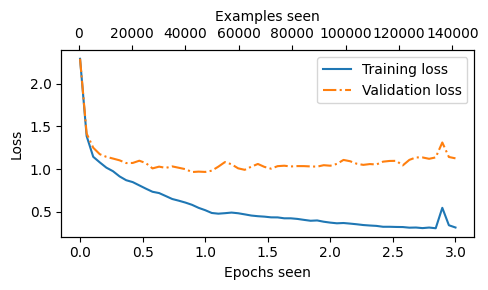 Examples seen
0 20000 40000 60000 80000 100000 120000 140000
Training loss
Validation loss
2.0
1.5
1.0
0.5
Loss
0.0 0.5 1.0 1.5 2.0 2.5 3.0
Epochs seen